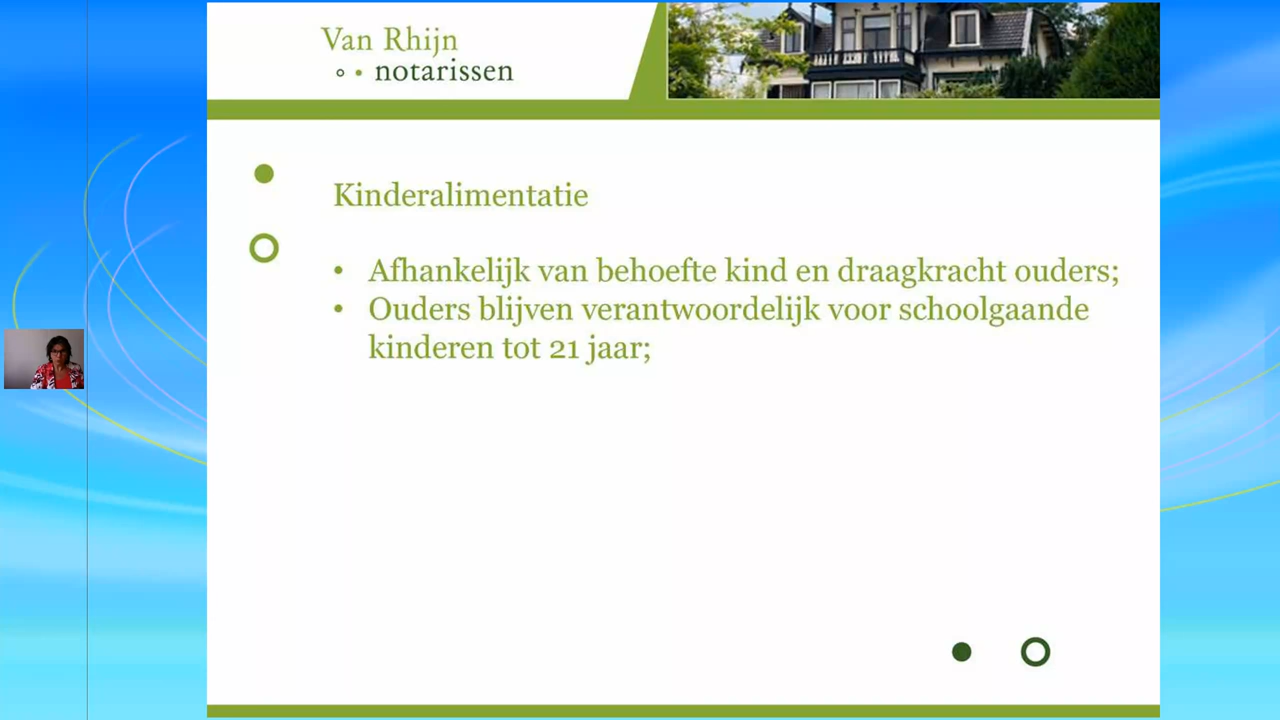 Van Rhijn
notarissen
Kinderalimentatie
• Afhankelijk van behoefte kind en draagkracht ouders;
• Ouders blijven verantwoordelijk voor schoolgaande
kinderen tot 21 jaar;